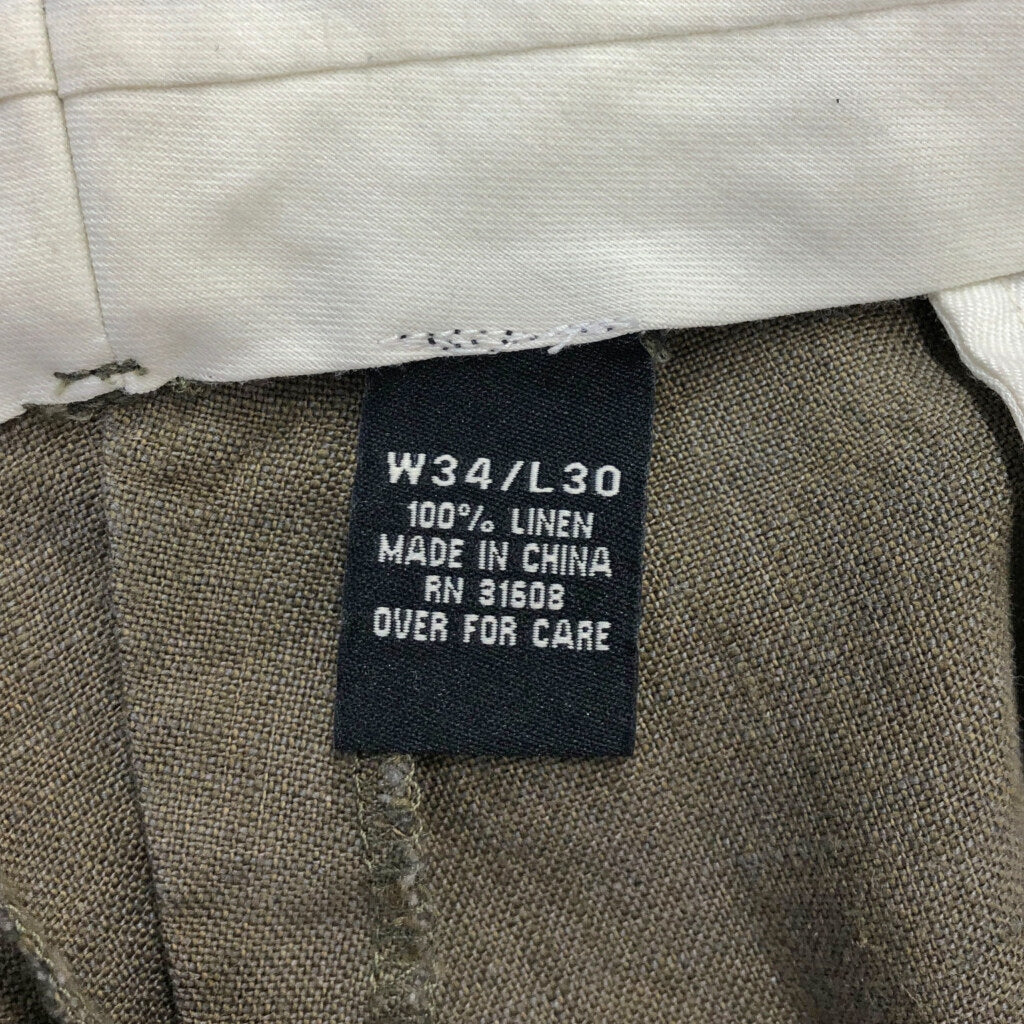 W34/L30
100% LINEN
MADE IN CHINA
RN 31608
OVER FOR CARE